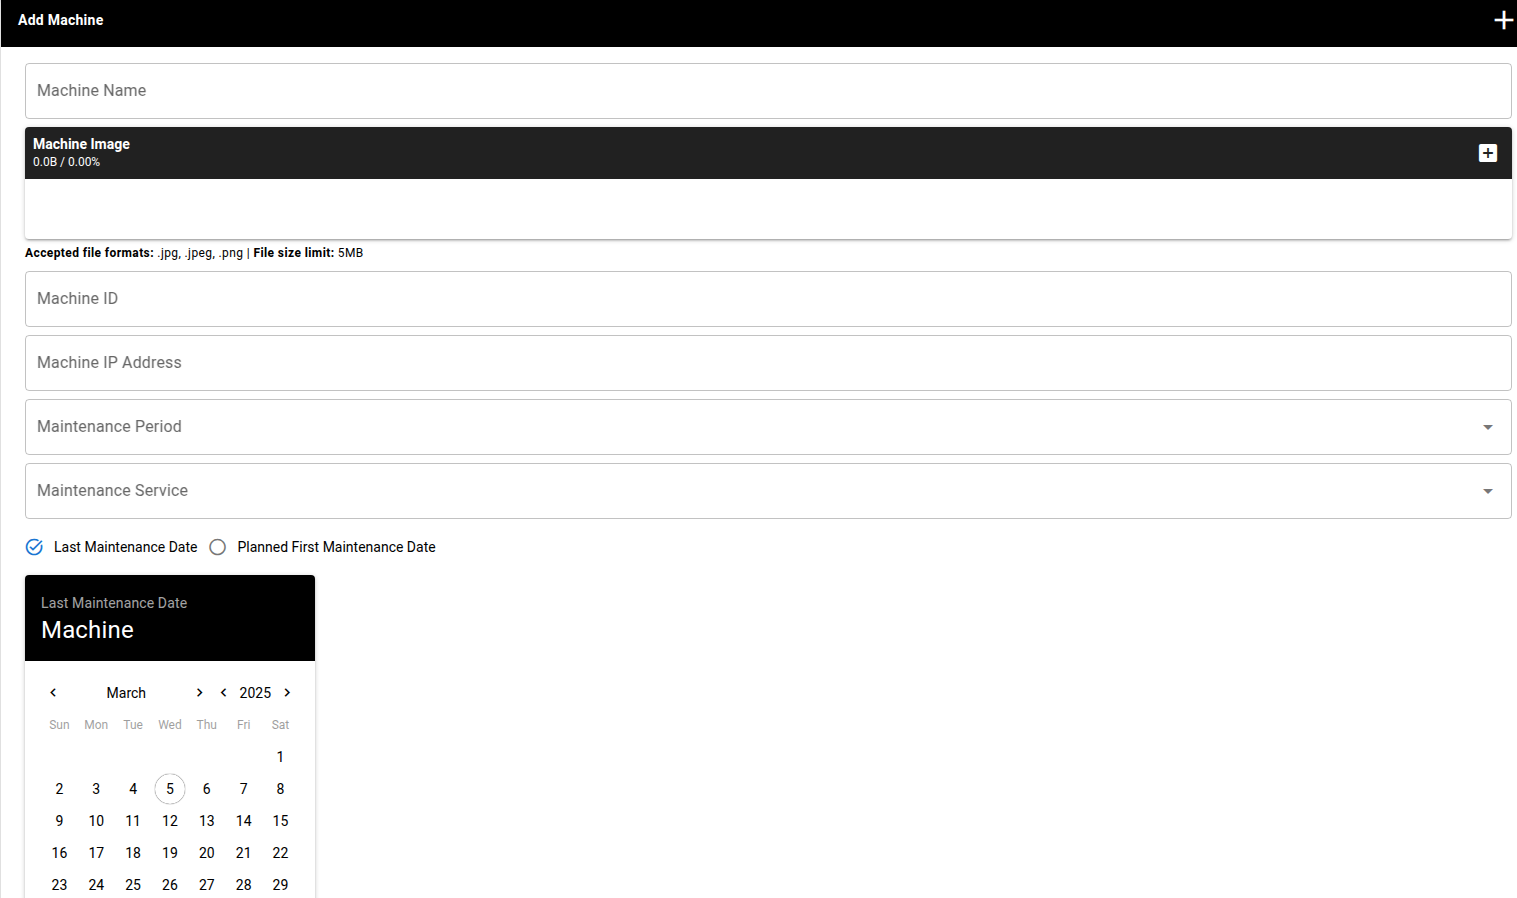 Add Machine
Machine Name
Machine Image
0.0B / 0.00%
Accepted file formats: .jpg, .jpeg, .png | File size limit: 5MB
Machine ID
Machine IP Address
Maintenance Period
Maintenance Service
Last Maintenance Date Planned First Maintenance Date
Last Maintenance Date
Machine
March 2025
Sun Mon Tue Wed Thu Fri Sat
1
2 3 4 5 6 7 8
9 10 11 12 13 14 15
16 17 18 19 20 21 22
23 24 25 26 27 28 29